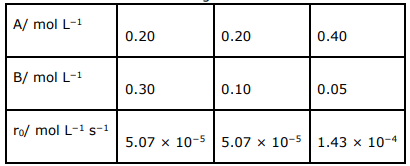 A/ mol L⁻¹ 0.20 0.20 0.40
B/ mol L⁻¹ 0.30 0.10 0.05
r₀/ mol L⁻¹ s⁻¹ 5.07 × 10⁻⁵ 5.07 × 10⁻⁵ 1.43 × 10⁻⁴